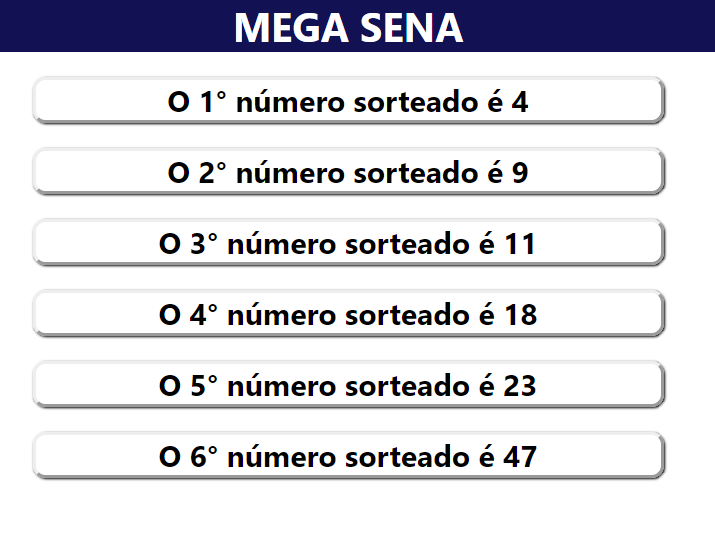 MEGA SENA
O 1° número sorteado é 4
O 2° número sorteado é 9
O 3° número sorteado é 11
O 4° número sorteado é 18
O 5° número sorteado é 23
O 6° número sorteado é 47